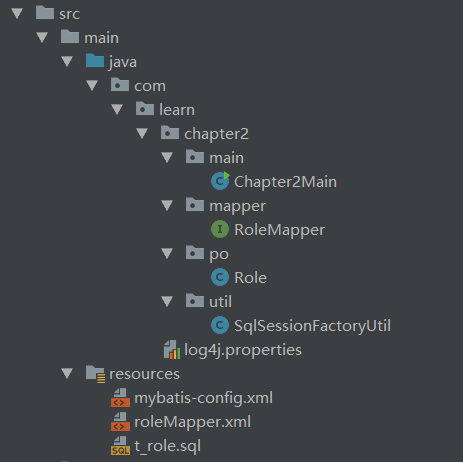 src
main
java
com
learn
chapter2
main
Chapter2Main
mapper
RoleMapper
po
Role
util
SqlSessionFactoryUtil
log4j.properties
resources
mybatis-config.xml
roleMapper.xml
t_role.sql